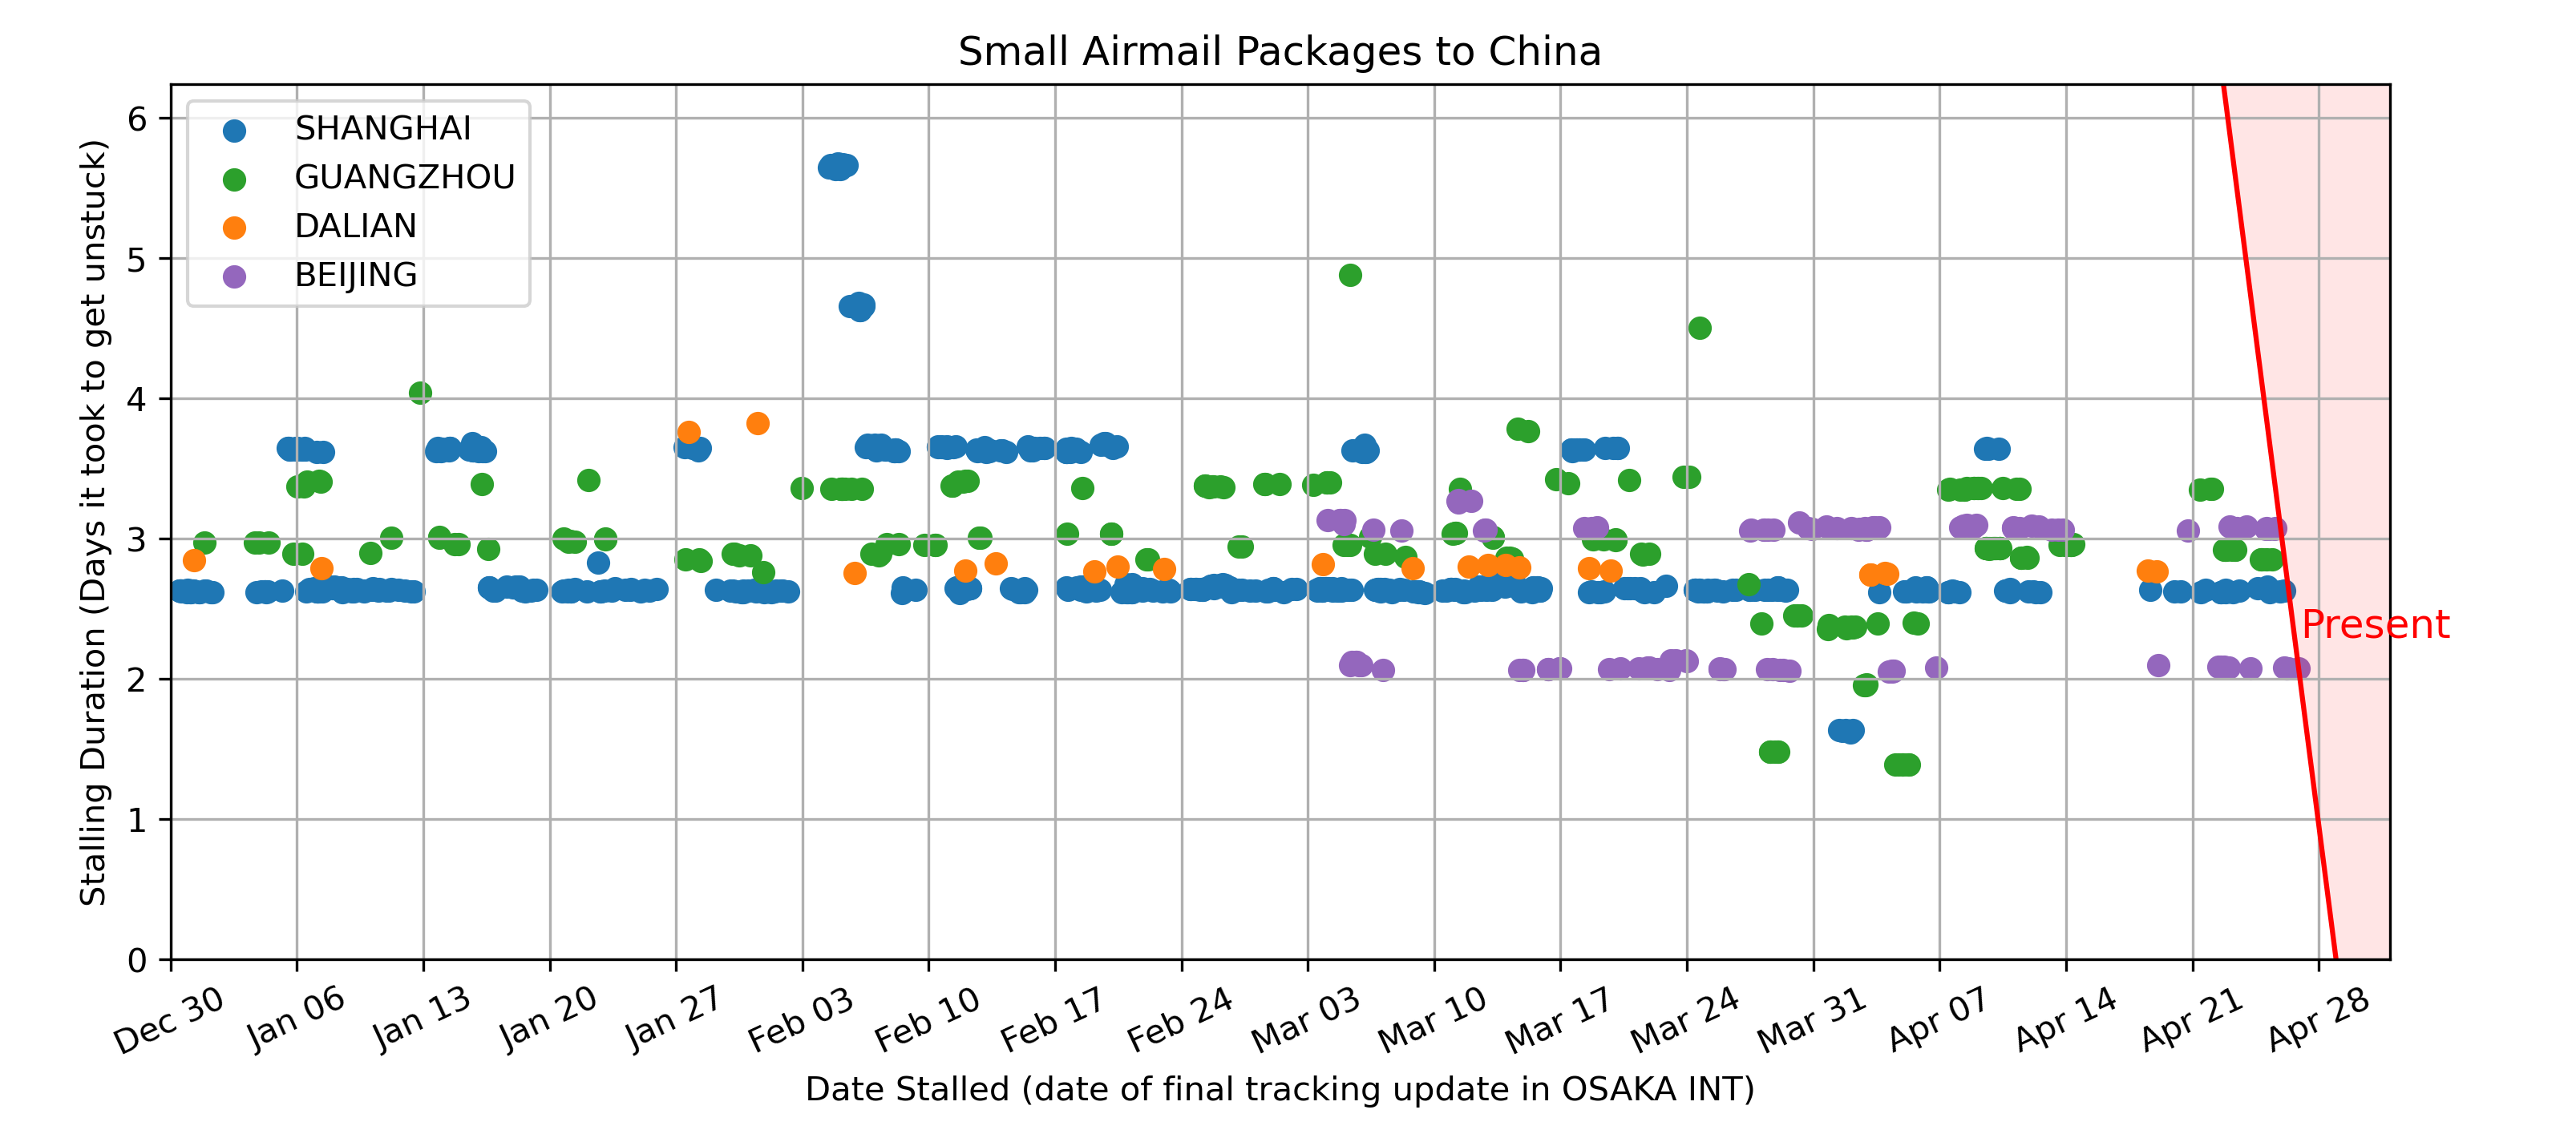 Small Airmail Packages to China
Stalling Duration (Days it took to get unstuck)
6
5
4
3
2
1
0
SHANGHAI
GUANGZHOU
DALIAN
BEIJING
Present
Dec 30
Jan 06
Jan 13
Jan 20
Jan 27
Feb 03
Feb 10
Feb 17
Feb 24
Mar 03
Mar 10
Mar 17
Mar 24
Mar 31
Apr 07
Apr 14
Apr 21
Apr 28
Date Stalled (date of final tracking update in OSAKA INT)